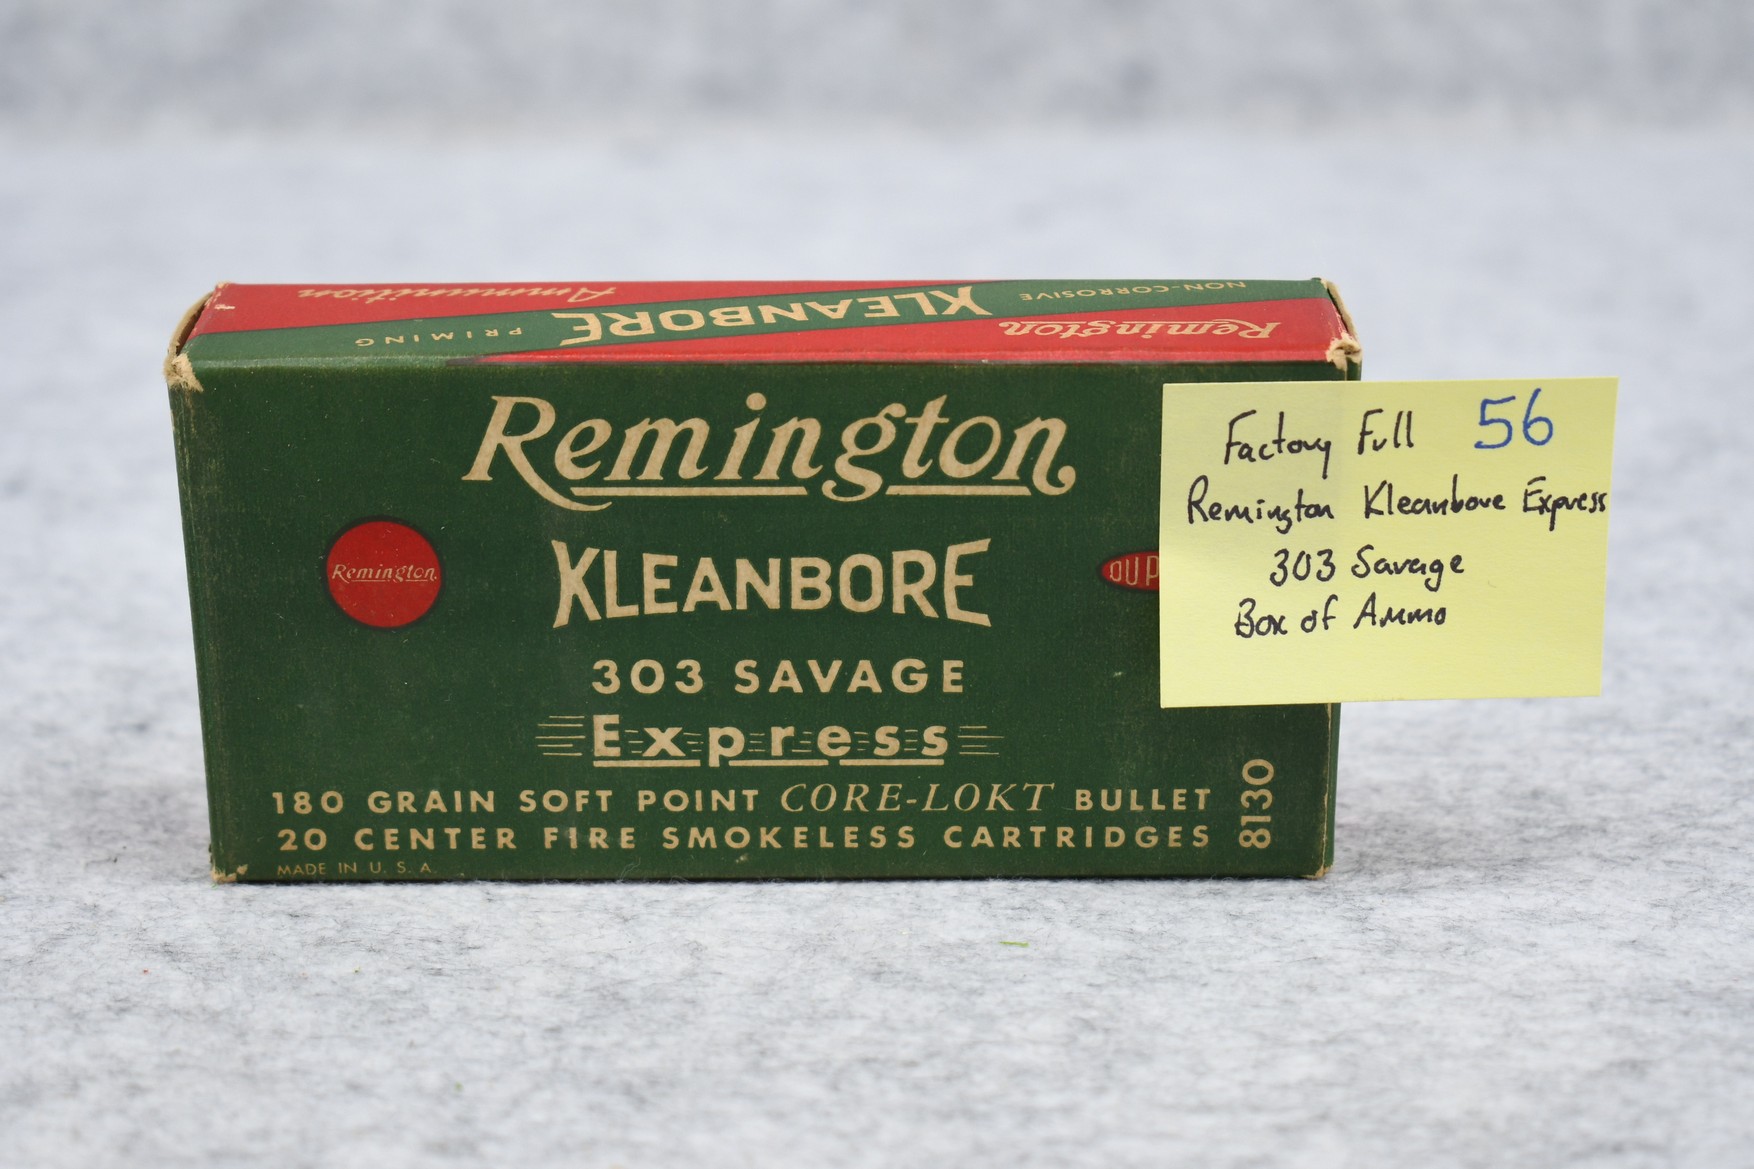 Ammunition
KLEANBORE
NON-CORROSIVE
PRIMING
Remington
Remington
KLEANBORE
Remington
DU P
303 SAVAGE
Express
180 GRAIN SOFT POINT CORE-LOKT BULLET
20 CENTER FIRE SMOKELESS CARTRIDGES
MADE IN U. S. A.
8130
Factory Full 56
Remington Kleanbore Express
303 Savage
Box of Ammo